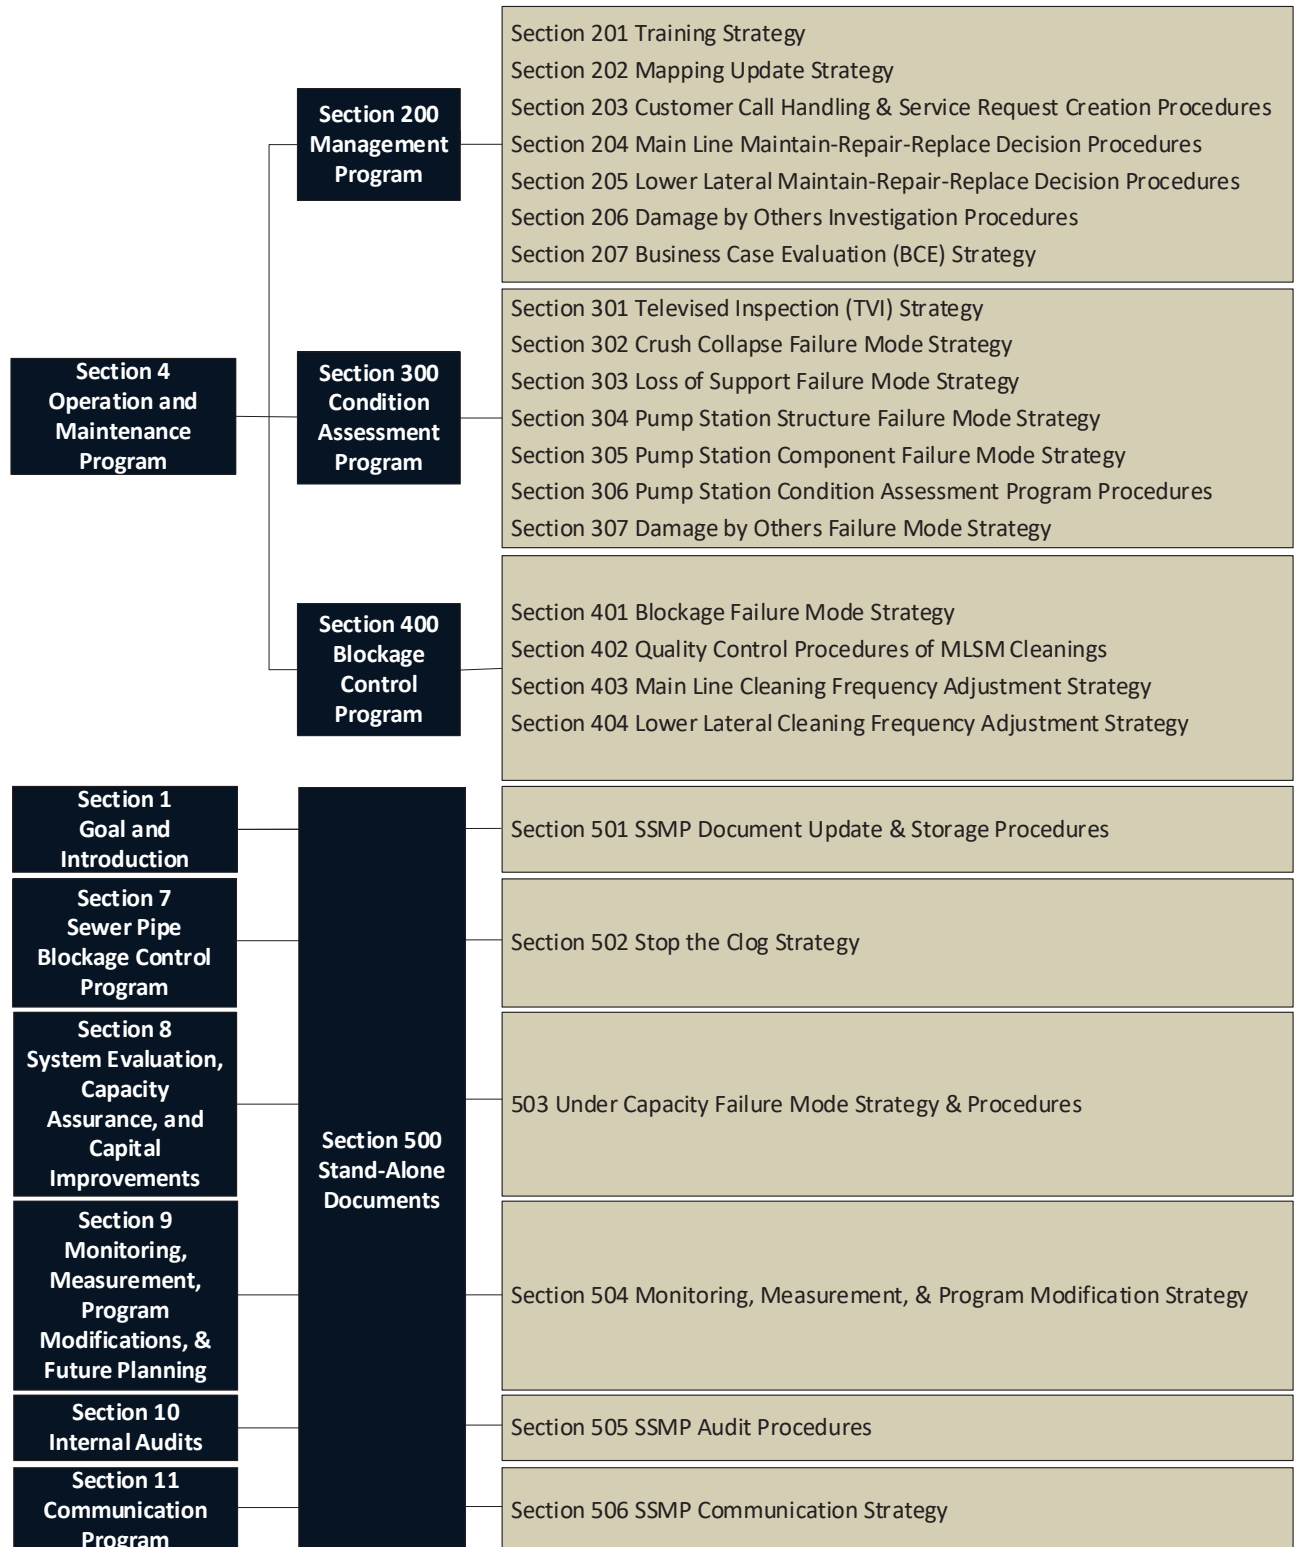 Section 201 Training Strategy
Section 202 Mapping Update Strategy
Section 203 Customer Call Handling & Service Request Creation Procedures
Section 204 Main Line Maintain-Repair-Replace Decision Procedures
Section 205 Lower Lateral Maintain-Repair-Replace Decision Procedures
Section 206 Damage by Others Investigation Procedures
Section 207 Business Case Evaluation (BCE) Strategy
Section 200
Management
Program
Section 301 Televised Inspection (TVI) Strategy
Section 302 Crush Collapse Failure Mode Strategy
Section 303 Loss of Support Failure Mode Strategy
Section 304 Pump Station Structure Failure Mode Strategy
Section 305 Pump Station Component Failure Mode Strategy
Section 306 Pump Station Condition Assessment Program Procedures
Section 307 Damage by Others Failure Mode Strategy
Section 4
Operation and
Maintenance
Program
Section 300
Condition
Assessment
Program
Section 400
Blockage
Control
Program
Section 401 Blockage Failure Mode Strategy
Section 402 Quality Control Procedures of MLSM Cleanings
Section 403 Main Line Cleaning Frequency Adjustment Strategy
Section 404 Lower Lateral Cleaning Frequency Adjustment Strategy
Section 1
Goal and
Introduction
Section 501 SSMP Document Update & Storage Procedures
Section 7
Sewer Pipe
Blockage Control
Program
Section 502 Stop the Clog Strategy
Section 8
System Evaluation,
Capacity
Assurance, and
Capital
Improvements
Section 500
Stand-Alone
Documents
503 Under Capacity Failure Mode Strategy & Procedures
Section 9
Monitoring,
Measurement,
Program
Modifications, &
Future Planning
Section 504 Monitoring, Measurement, & Program Modification Strategy
Section 10
Internal Audits
Section 505 SSMP Audit Procedures
Section 11
Communication
Program
Section 506 SSMP Communication Strategy